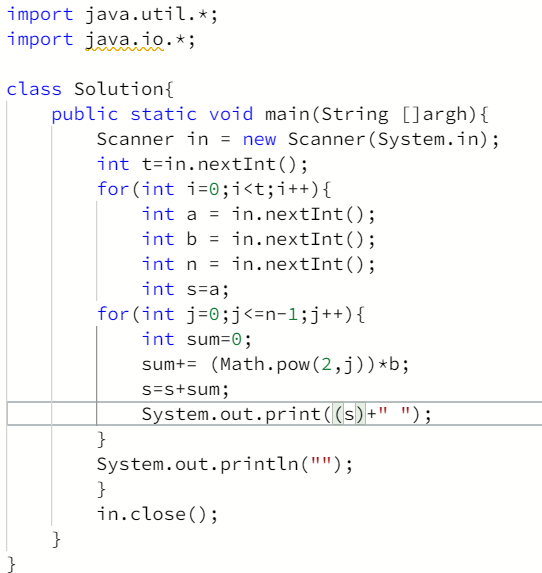 import java.util.*;
import java.io.*;
class Solution{
    public static void main(String []argh){
        Scanner in = new Scanner(System.in);
        int t=in.nextInt();
        for(int i=0;i<t;i++){
            int a = in.nextInt();
            int b = in.nextInt();
            int n = in.nextInt();
            int s=a;
        for(int j=0;j<=n-1;j++){
            int sum=0;
            sum+= (Math.pow(2,j))*b;
            s=s+sum;
            System.out.print((s)+" ");
        }
        System.out.println("");
        }
        in.close();
    }
}